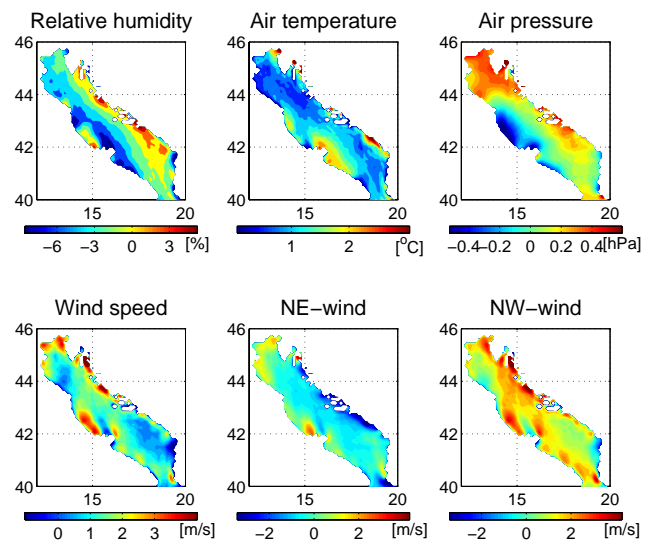 Relative humidity Air temperature Air pressure
46 46 46
44 44 44
42 42 42
40 40 40
15 20 15 20 15 20
−6 −3 0 3 [%] 1 2 [°C] −0.4 −0.2 0 0.2 0.4 [hPa]
Wind speed NE−wind NW−wind
46 46 46
44 44 44
42 42 42
40 40 40
15 20 15 20 15 20
0 1 2 3 [m/s] −2 0 2 [m/s] −2 0 2 [m/s]